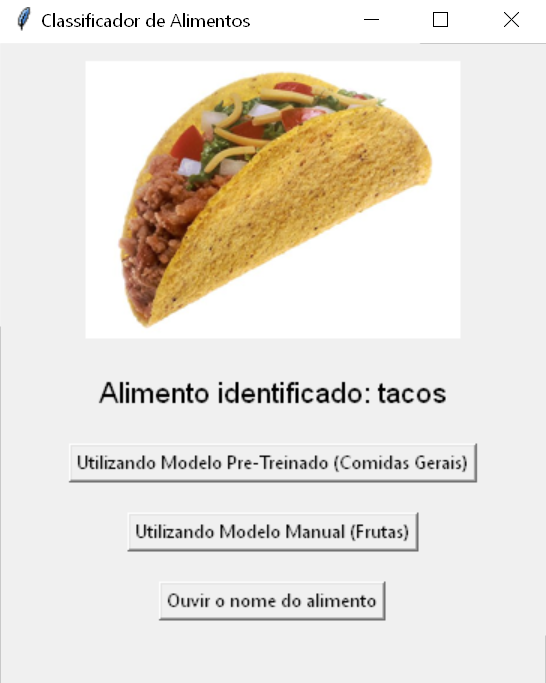 Classificador de Alimentos
Alimento identificado: tacos
Utilizando Modelo Pre-Treinado (Comidas Gerais)
Utilizando Modelo Manual (Frutas)
Ouvir o nome do alimento